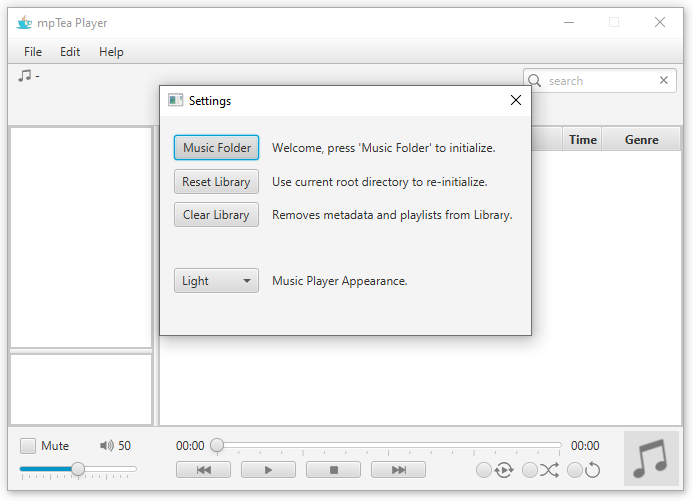 mpTea Player
File Edit Help
-
search
Settings
Time Genre
Music Folder Welcome, press 'Music Folder' to initialize.
Reset Library Use current root directory to re-initialize.
Clear Library Removes metadata and playlists from Library.
Light Music Player Appearance.
Mute 50 00:00 00:00